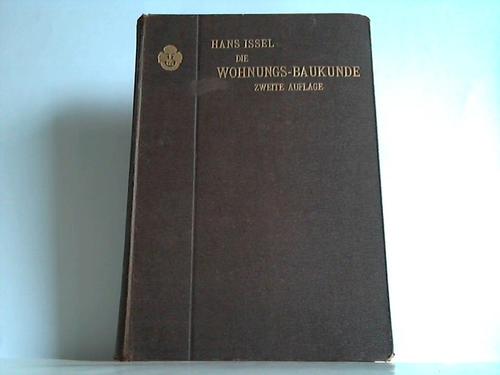 HANS ISSEL
DIE
WOHNUNGS-BAUKUNDE
ZWEITE AUFLAGE